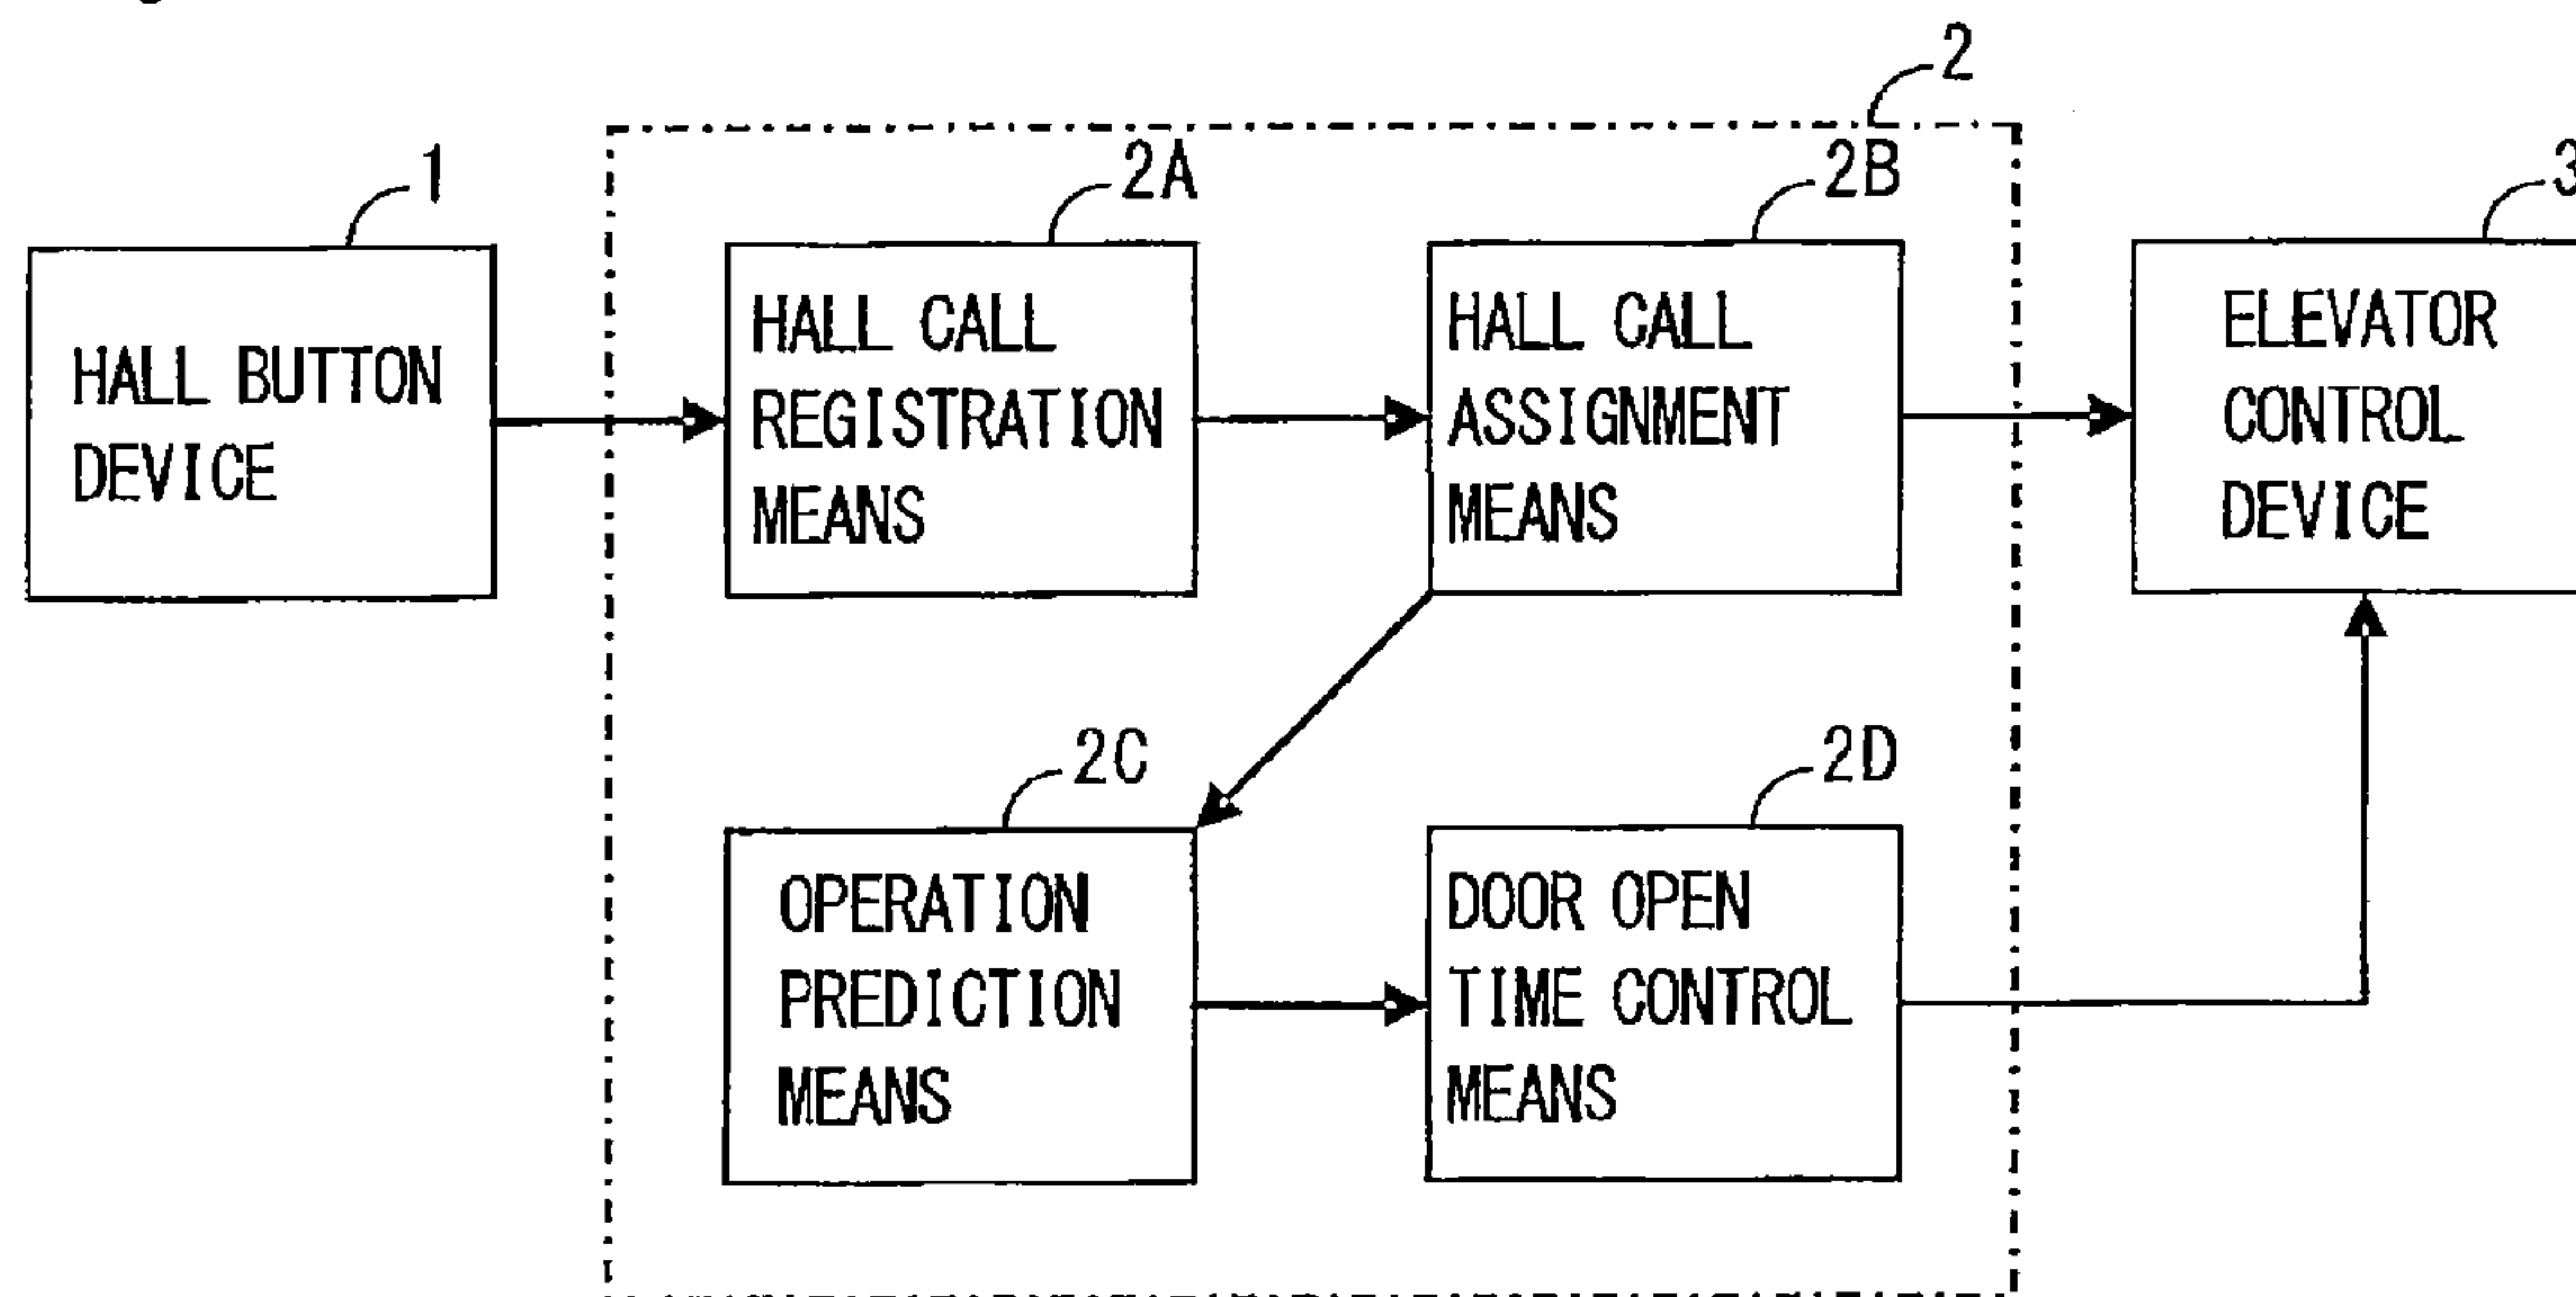 2
1
2A
2B
3
HALL BUTTON
DEVICE
HALL CALL
REGISTRATION
MEANS
HALL CALL
ASSIGNMENT
MEANS
ELEVATOR
CONTROL
DEVICE
2C
2D
OPERATION
PREDICTION
MEANS
DOOR OPEN
TIME CONTROL
MEANS